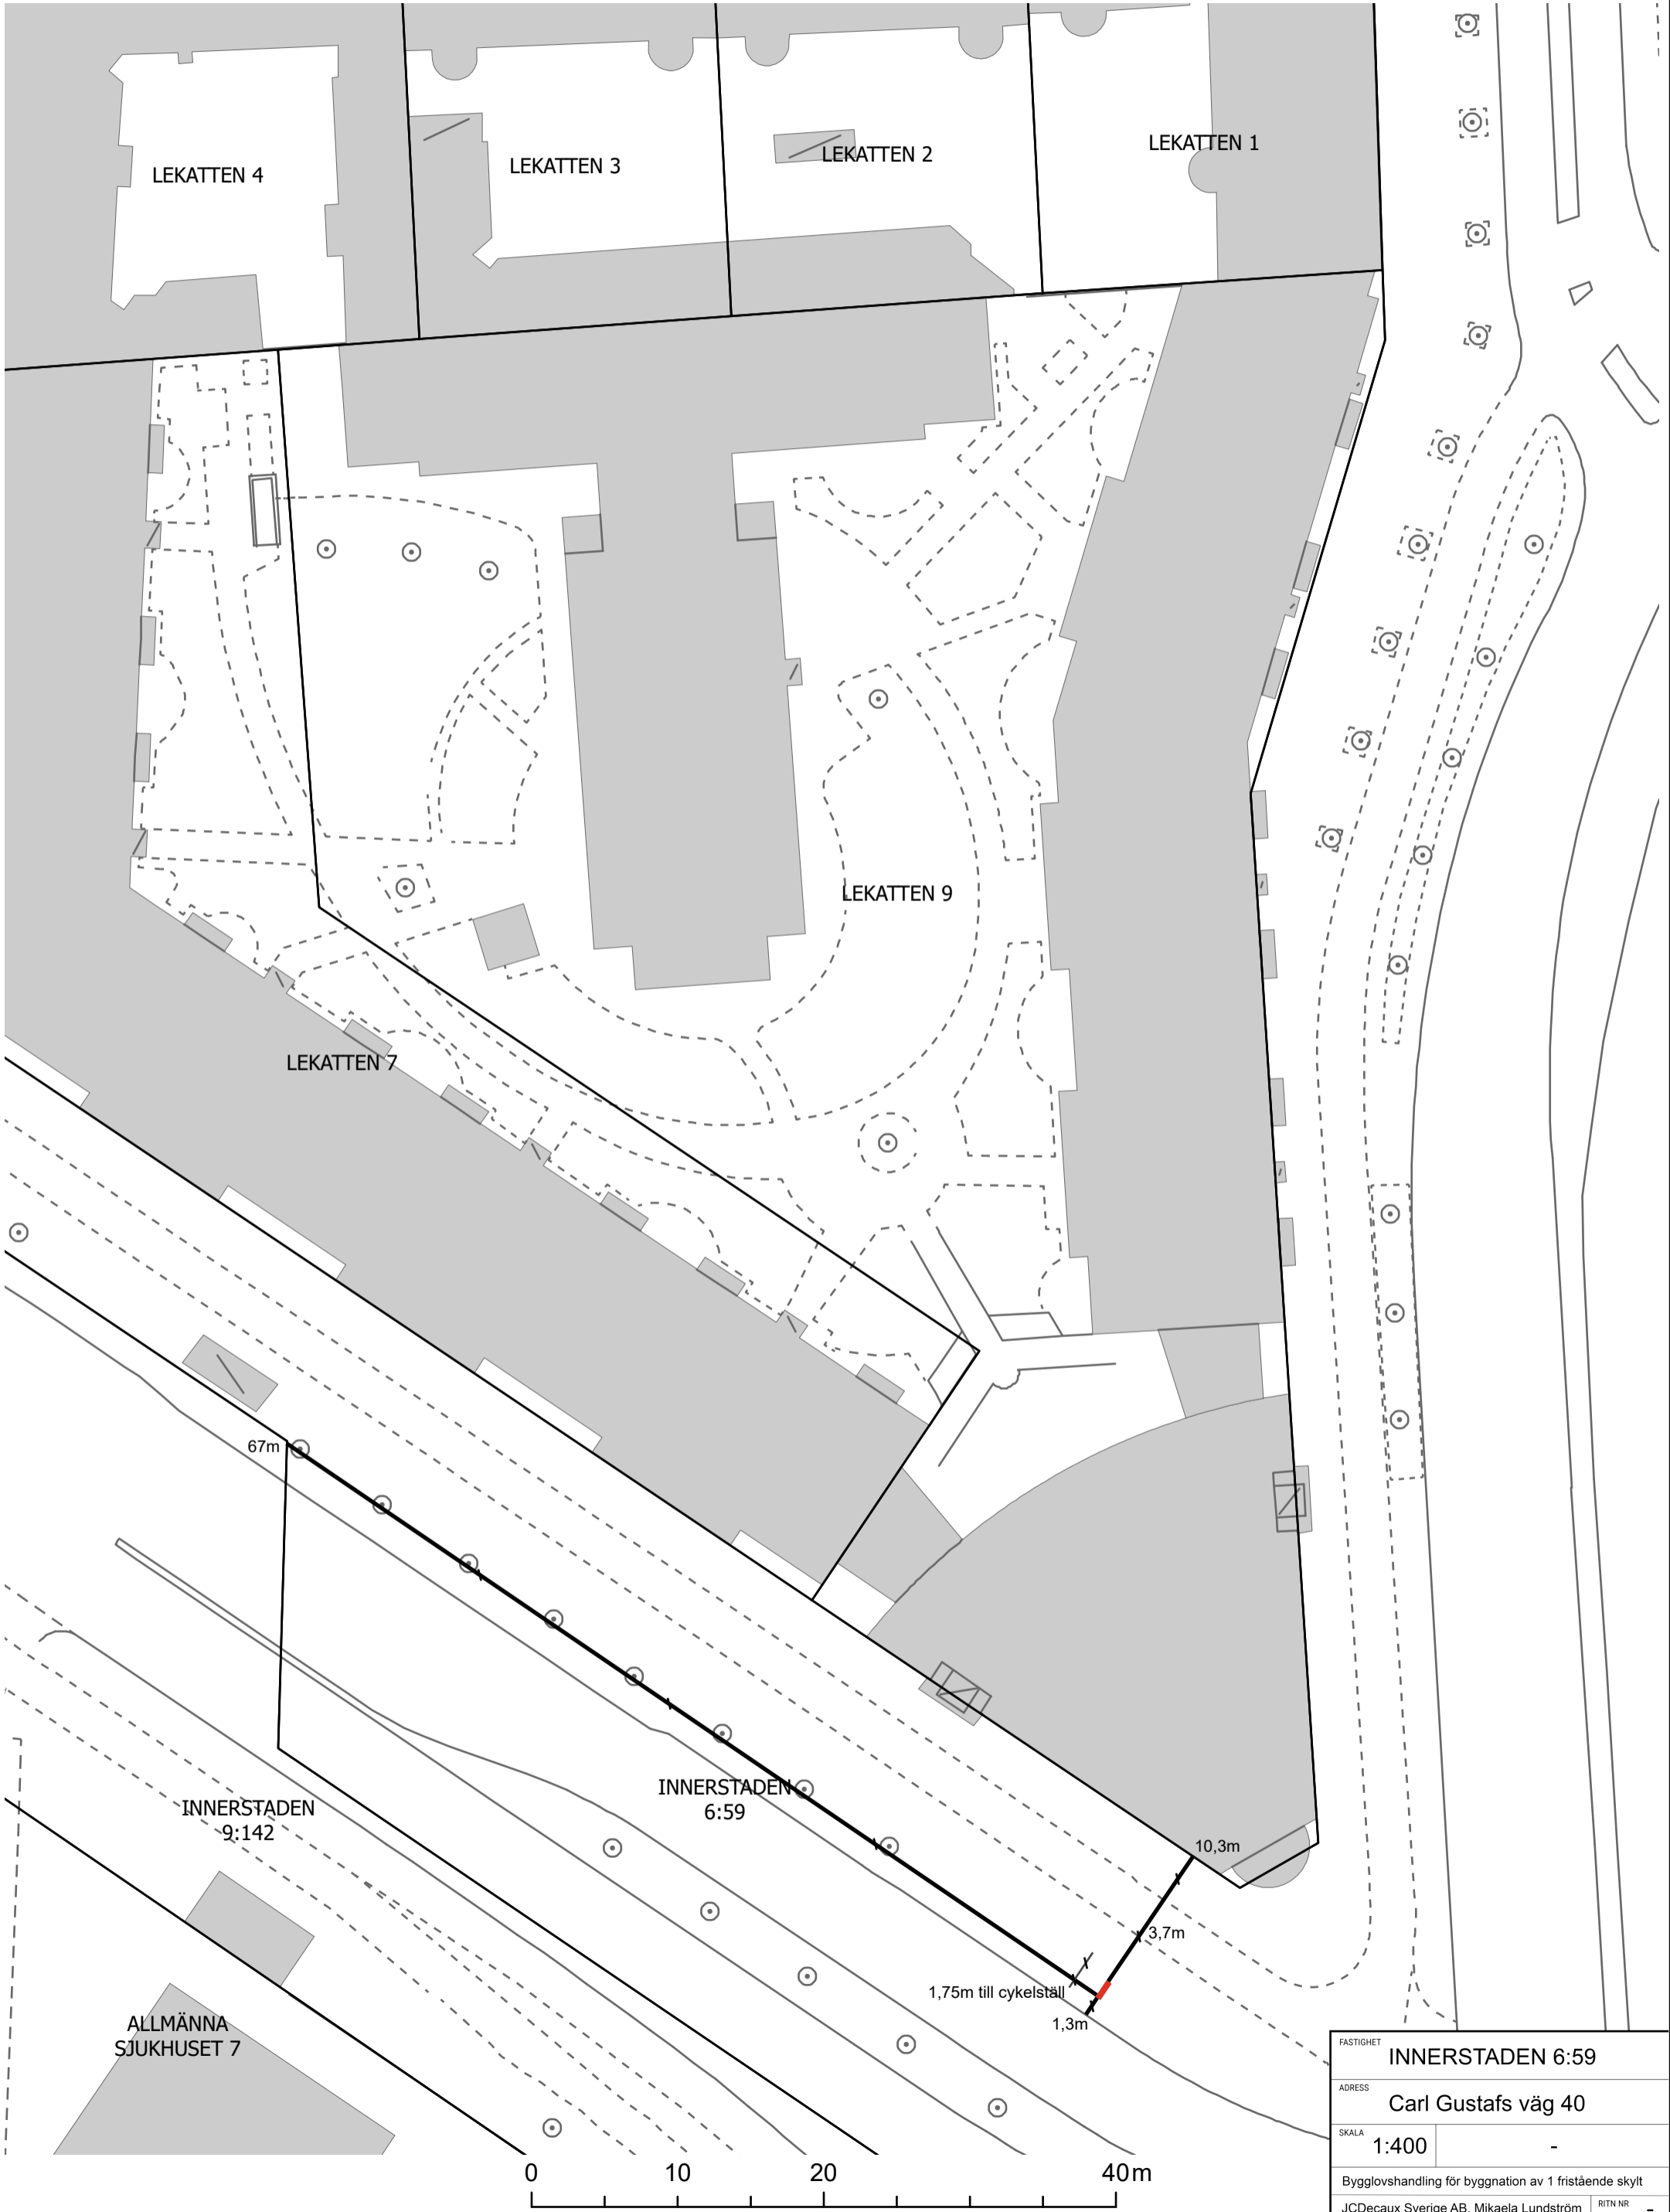 LEKATTEN 4
LEKATTEN 3
LEKATTEN 2
LEKATTEN 1
LEKATTEN 9
LEKATTEN 7
67m
INNERSTADEN
6:59
INNERSTADEN
9:142
10,3m
3,7m
1,75m till cykelställ
1,3m
ALLMÄNNA
SJUKHUSET 7
FASTIGHET
INNERSTADEN 6:59
ADRESS
Carl Gustafs väg 40
SKALA
1:400 -
Bygglovshandling för byggnation av 1 fristående skylt
JCDecaux Sverige AB, Mikaela Lundström
RITN NR -
0 10 20 40m